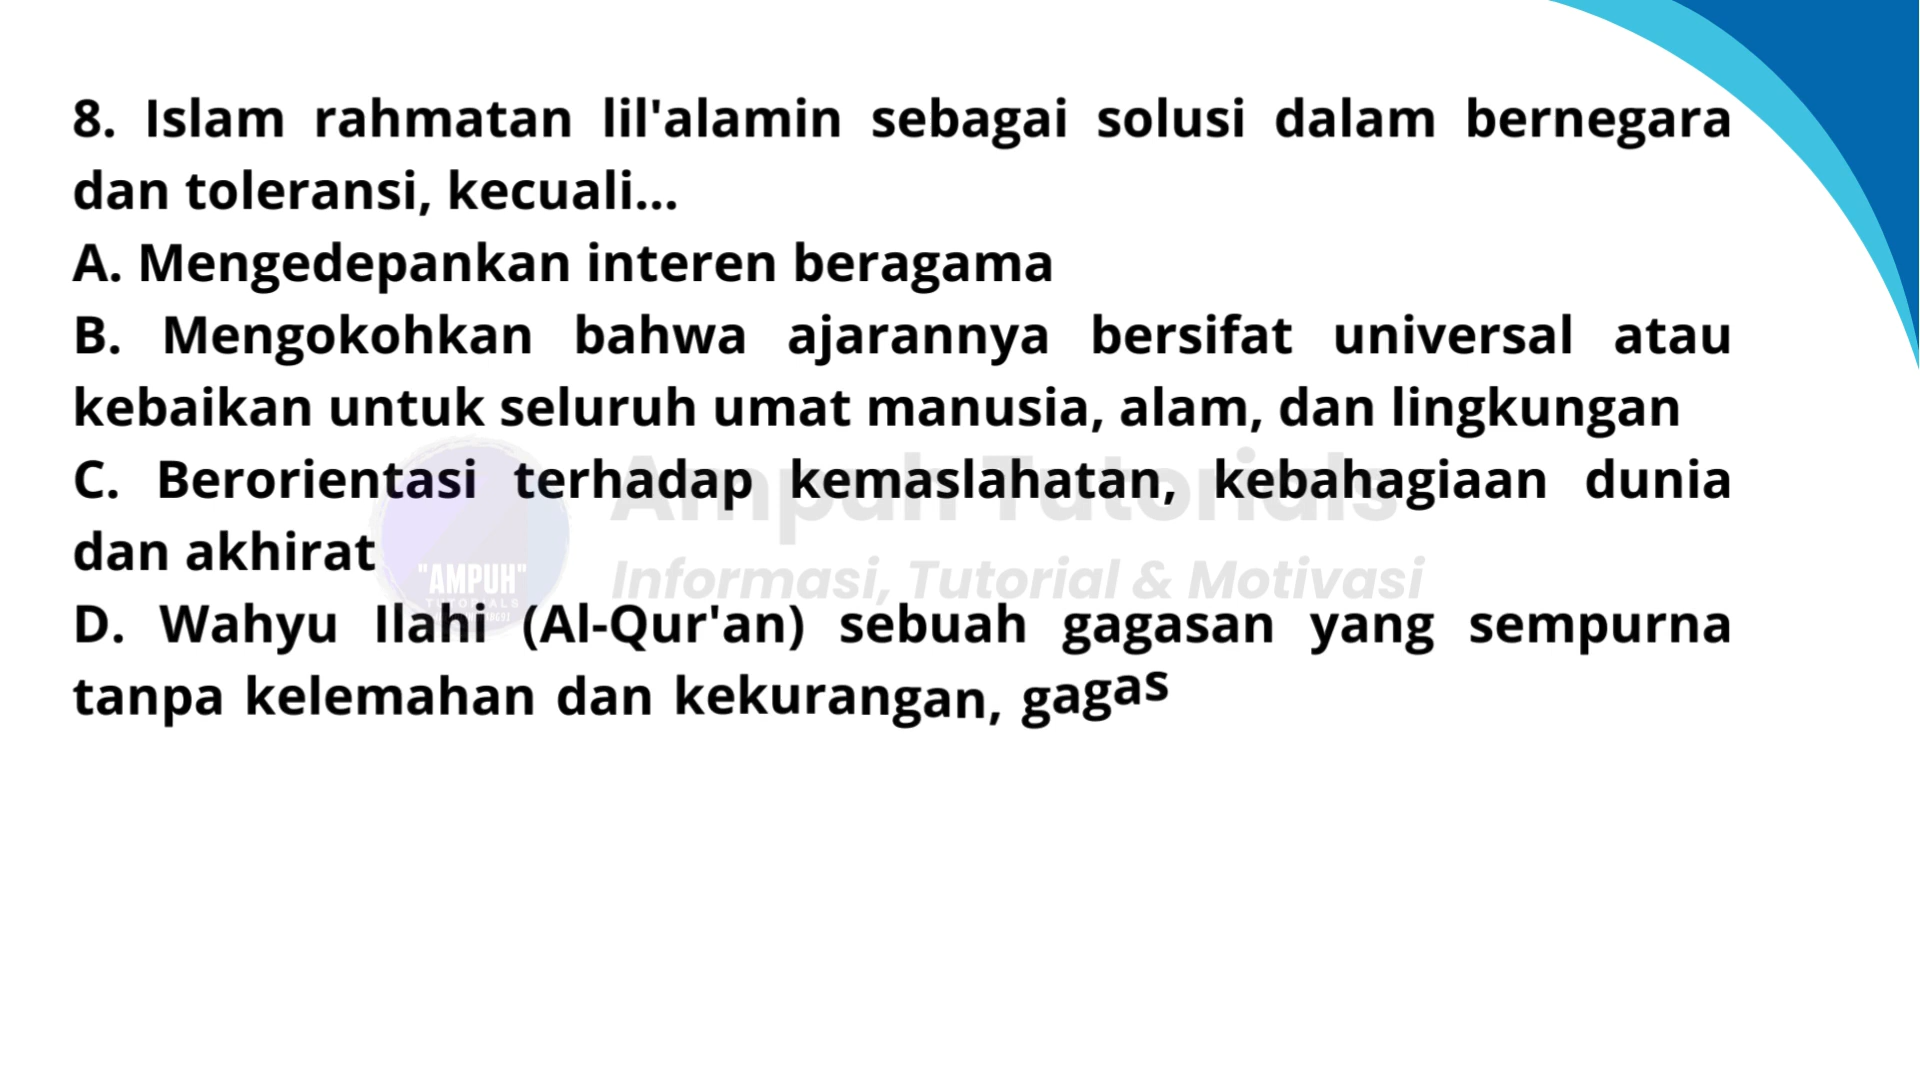 8. Islam rahmatan lil'alamin sebagai solusi dalam bernegara
dan toleransi, kecuali...
A. Mengedepankan interen beragama
B. Mengokohkan bahwa ajarannya bersifat universal atau
kebaikan untuk seluruh umat manusia, alam, dan lingkungan
C. Berorientasi terhadap kemaslahatan, kebahagiaan dunia
dan akhirat
D. Wahyu Ilahi (Al-Qur'an) sebuah gagasan yang sempurna
tanpa kelemahan dan kekurangan, gagas
Ampuh Tutorials
Informasi, Tutorial & Motivasi
"AMPUH"
TUTORIALS